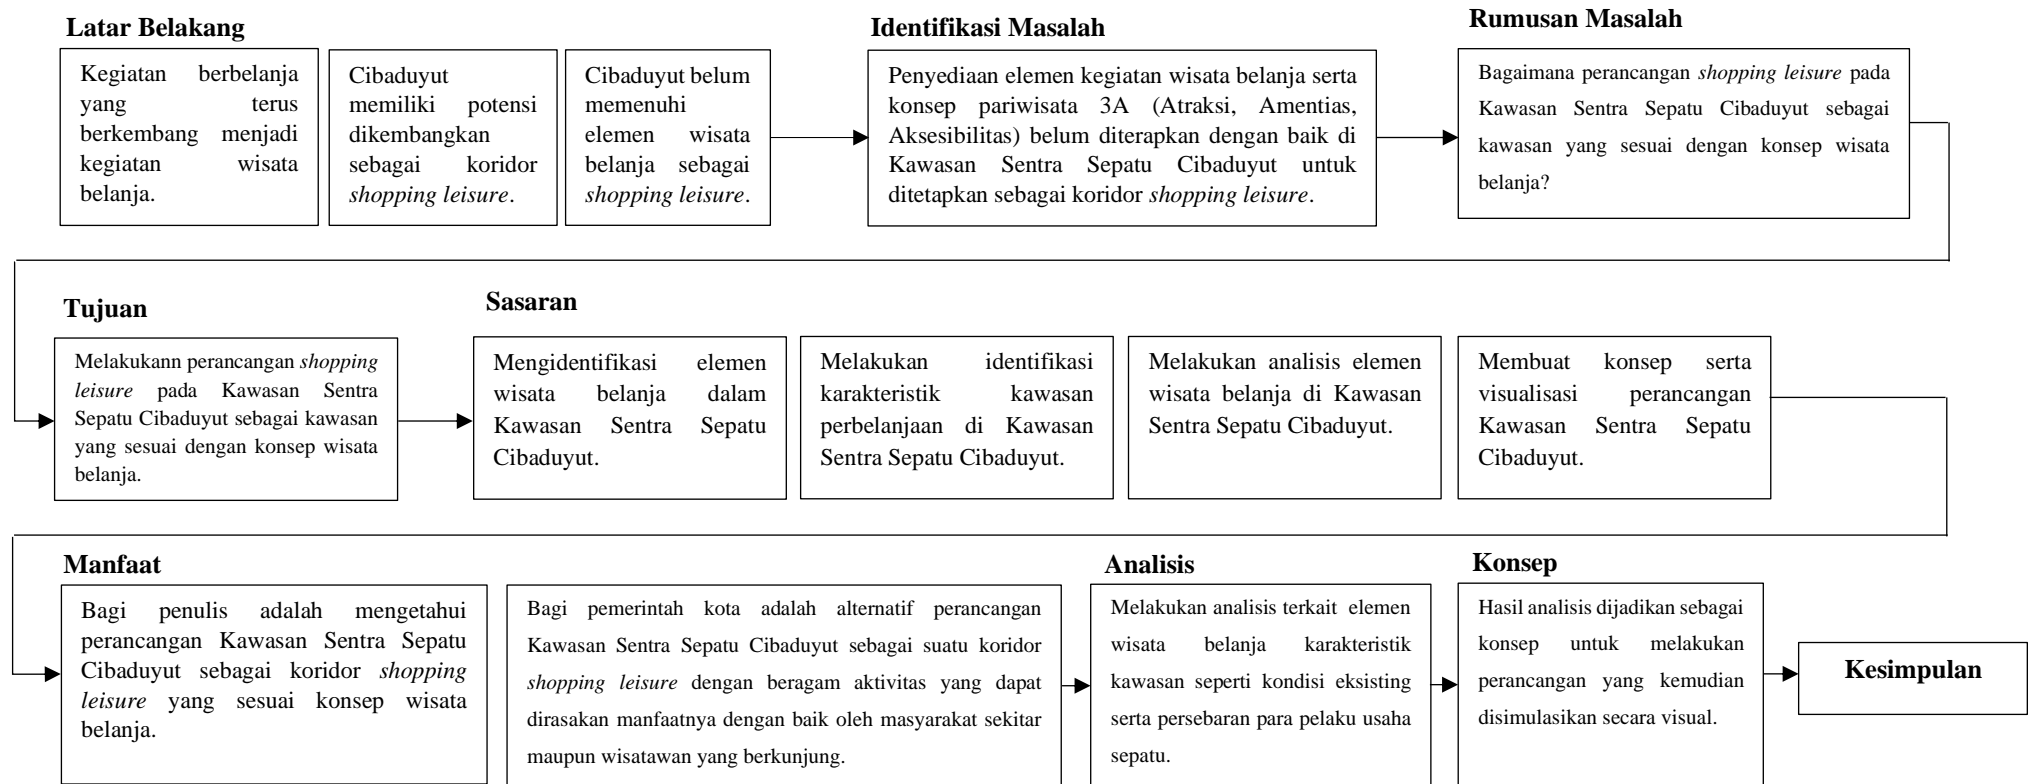 Latar Belakang
Kegiatan berbelanja
yang terus
berkembang menjadi
kegiatan wisata
belanja.
Cibaduyut
memiliki potensi
dikembangkan
sebagai koridor
shopping leisure.
Cibaduyut belum
memenuhi
elemen wisata
belanja sebagai
shopping leisure.
Identifikasi Masalah
Penyediaan elemen kegiatan wisata belanja serta
konsep pariwisata 3A (Atraksi, Amentias,
Aksesibilitas) belum diterapkan dengan baik di
Kawasan Sentra Sepatu Cibaduyut untuk
ditetapkan sebagai koridor shopping leisure.
Rumusan Masalah
Bagaimana perancangan shopping leisure pada
Kawasan Sentra Sepatu Cibaduyut sebagai
kawasan yang sesuai dengan konsep wisata
belanja?
Tujuan
Melakukann perancangan shopping
leisure pada Kawasan Sentra
Sepatu Cibaduyut sebagai kawasan
yang sesuai dengan konsep wisata
belanja.
Sasaran
Mengidentifikasi elemen
wisata belanja dalam
Kawasan Sentra Sepatu
Cibaduyut.
Melakukan identifikasi
karakteristik kawasan
perbelanjaan di Kawasan
Sentra Sepatu Cibaduyut.
Melakukan analisis elemen
wisata belanja di Kawasan
Sentra Sepatu Cibaduyut.
Membuat konsep serta
visualisasi perancangan
Kawasan Sentra Sepatu
Cibaduyut.
Manfaat
Bagi penulis adalah mengetahui
perancangan Kawasan Sentra Sepatu
Cibaduyut sebagai koridor shopping
leisure yang sesuai konsep wisata
belanja.
Bagi pemerintah kota adalah alternatif perancangan
Kawasan Sentra Sepatu Cibaduyut sebagai suatu koridor
shopping leisure dengan beragam aktivitas yang dapat
dirasakan manfaatnya dengan baik oleh masyarakat sekitar
maupun wisatawan yang berkunjung.
Analisis
Melakukan analisis terkait elemen
wisata belanja karakteristik
kawasan seperti kondisi eksisting
serta persebaran para pelaku usaha
sepatu.
Konsep
Hasil analisis dijadikan sebagai
konsep untuk melakukan
perancangan yang kemudian
disimulasikan secara visual.
Kesimpulan